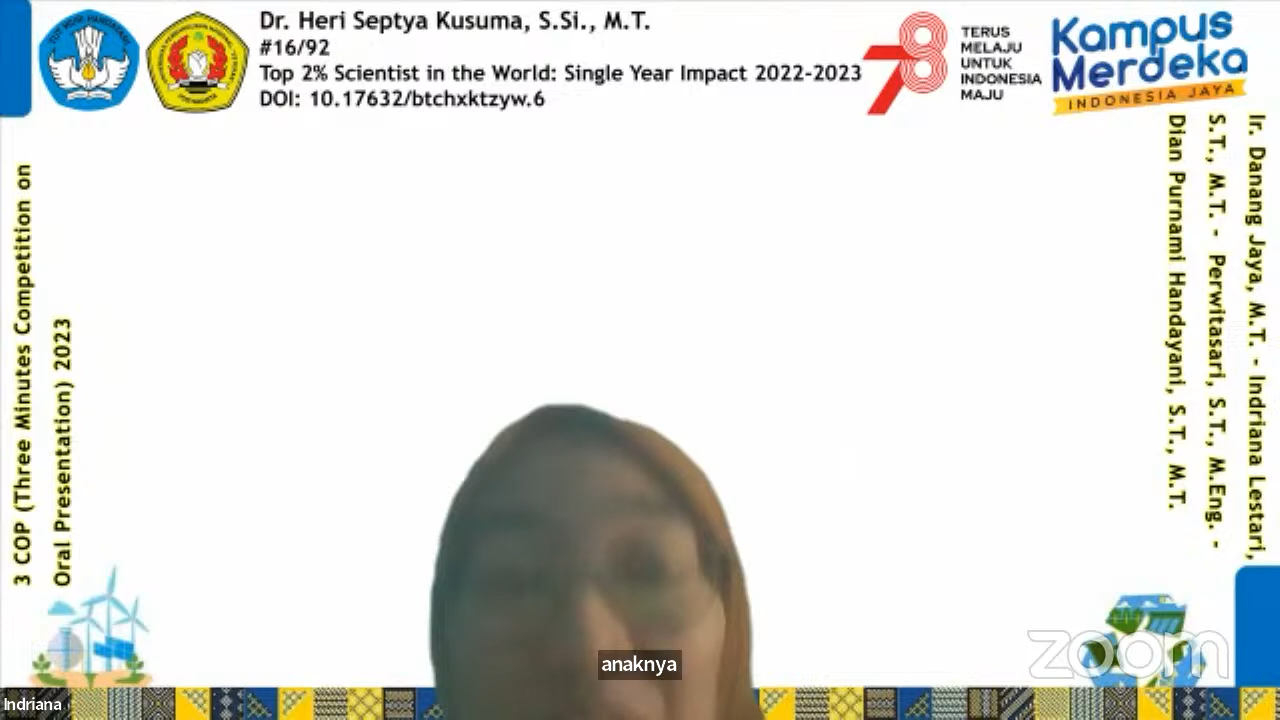 Dr. Heri Septya Kusuma, S.Si., M.T.
#16/92
Top 2% Scientist in the World: Single Year Impact 2022-2023
DOI: 10.17632/btchxktzyw.6
78
TERUS
MELAJU
UNTUK
INDONESIA
MAJU
Kampus
Merdeka
INDONESIA JAYA
3 COP (Three Minutes Competition on
Oral Presentation) 2023
Ir. Danang Jaya, M.T. - Indriana Lestari,
S.T., M.T. - Perwitasari, S.T., M.Eng. -
Dian Purnami Handayani, S.T., M.T.
anaknya
zoom
Indriana